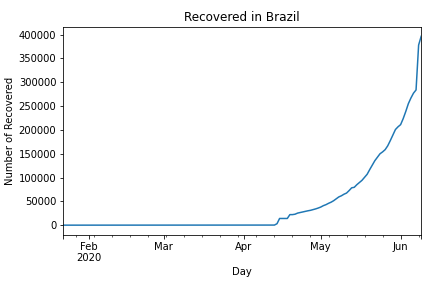 Recovered in Brazil
Number of Recovered
400000
350000
300000
250000
200000
150000
100000
50000
0
Feb Mar Apr May Jun
2020
Day